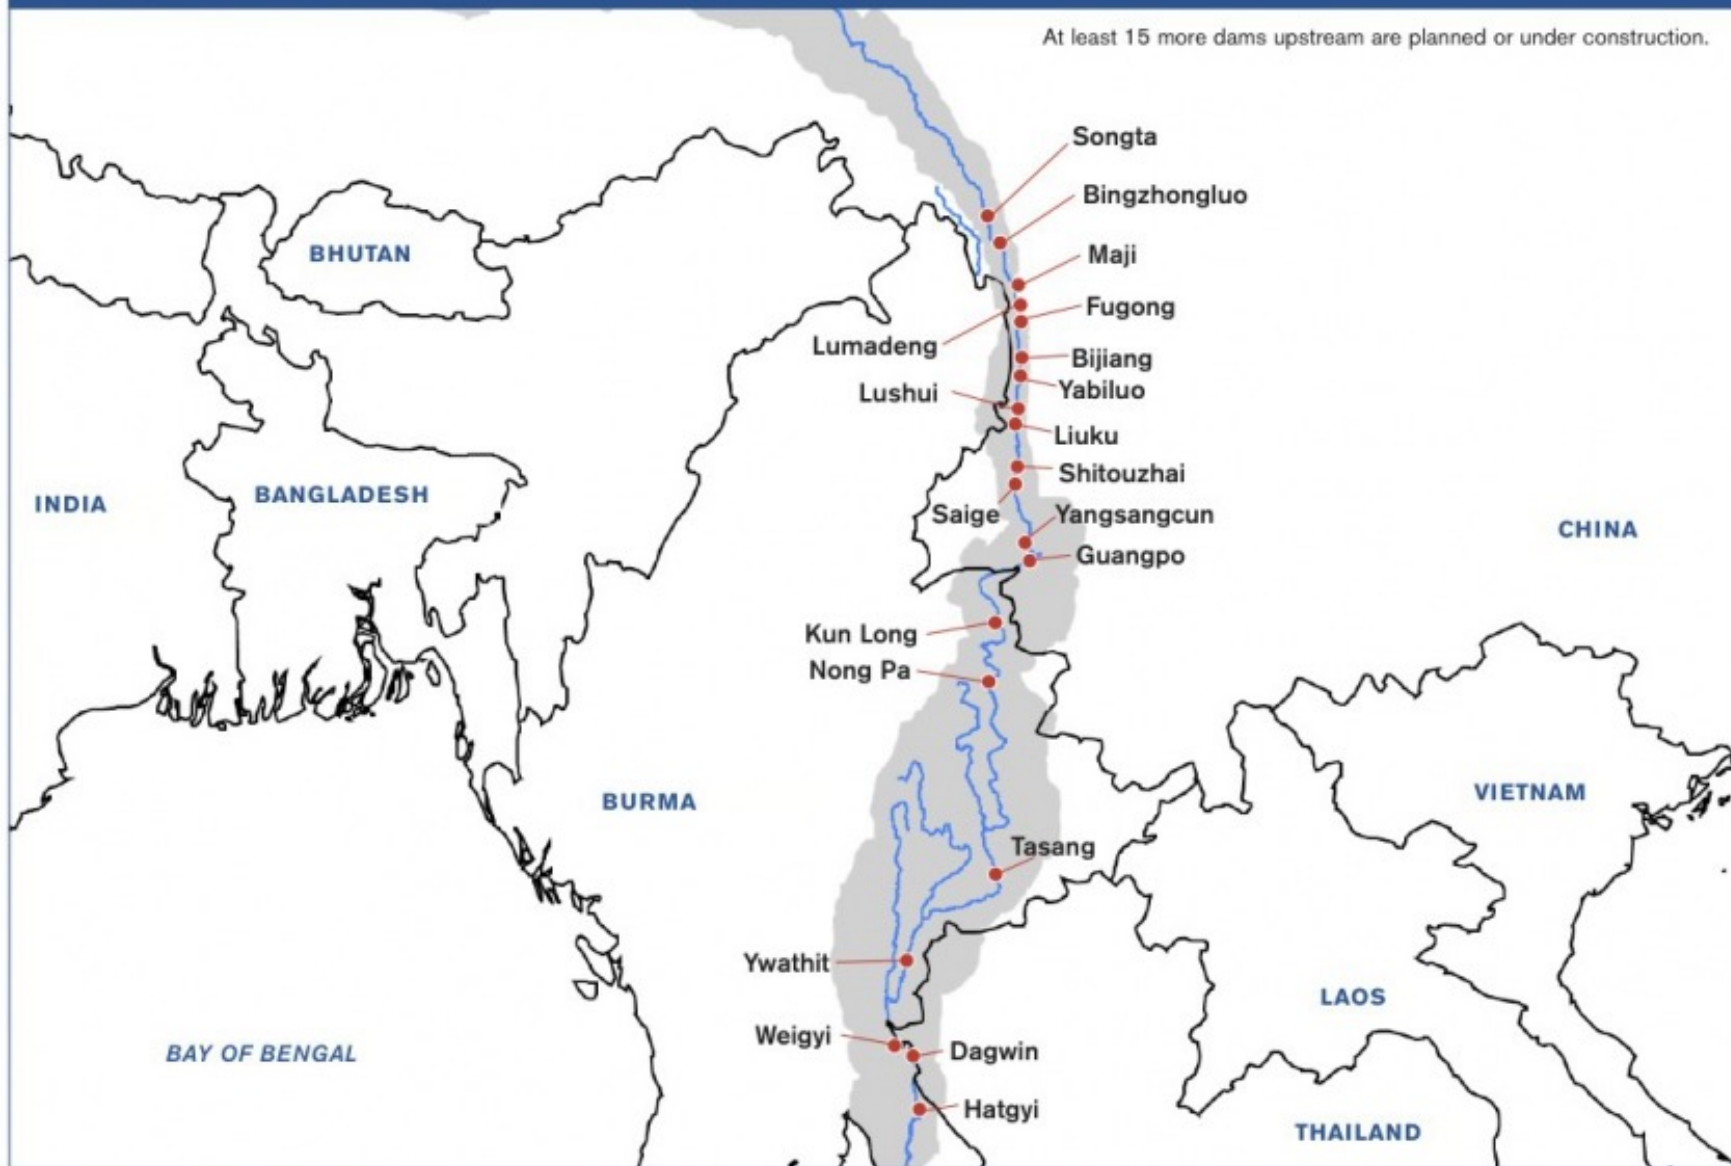 At least 15 more dams upstream are planned or under construction.
Songta
Bingzhongluo
BHUTAN
Maji
Fugong
Lumadeng
Bijiang
Yabiluo
Lushui
Liuku
Shitouzhai
INDIA
BANGLADESH
Saige
Yangsangcun
CHINA
Guangpo
Kun Long
Nong Pa
BURMA
VIETNAM
Tasang
Ywathit
LAOS
Weigyi
BAY OF BENGAL
Dagwin
Hatgyi
THAILAND